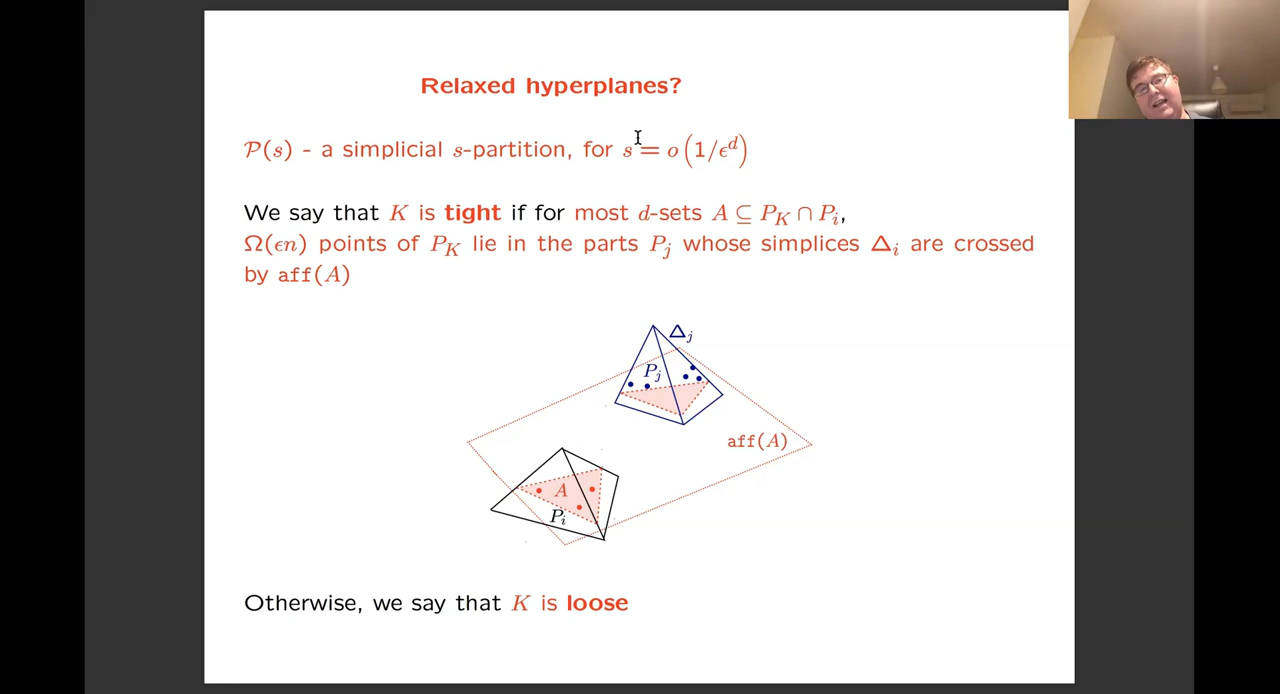 Relaxed hyperplanes?
𝒫(s) - a simplicial s-partition, for s = o(1/ϵ^d)
We say that K is tight if for most d-sets A ⊆ P_K ∩ P_i,
Ω(ϵn) points of P_K lie in the parts P_j whose simplices Δ_i are crossed
by aff(A)
Δ_j
P_j
aff(A)
A
P_i
Otherwise, we say that K is loose